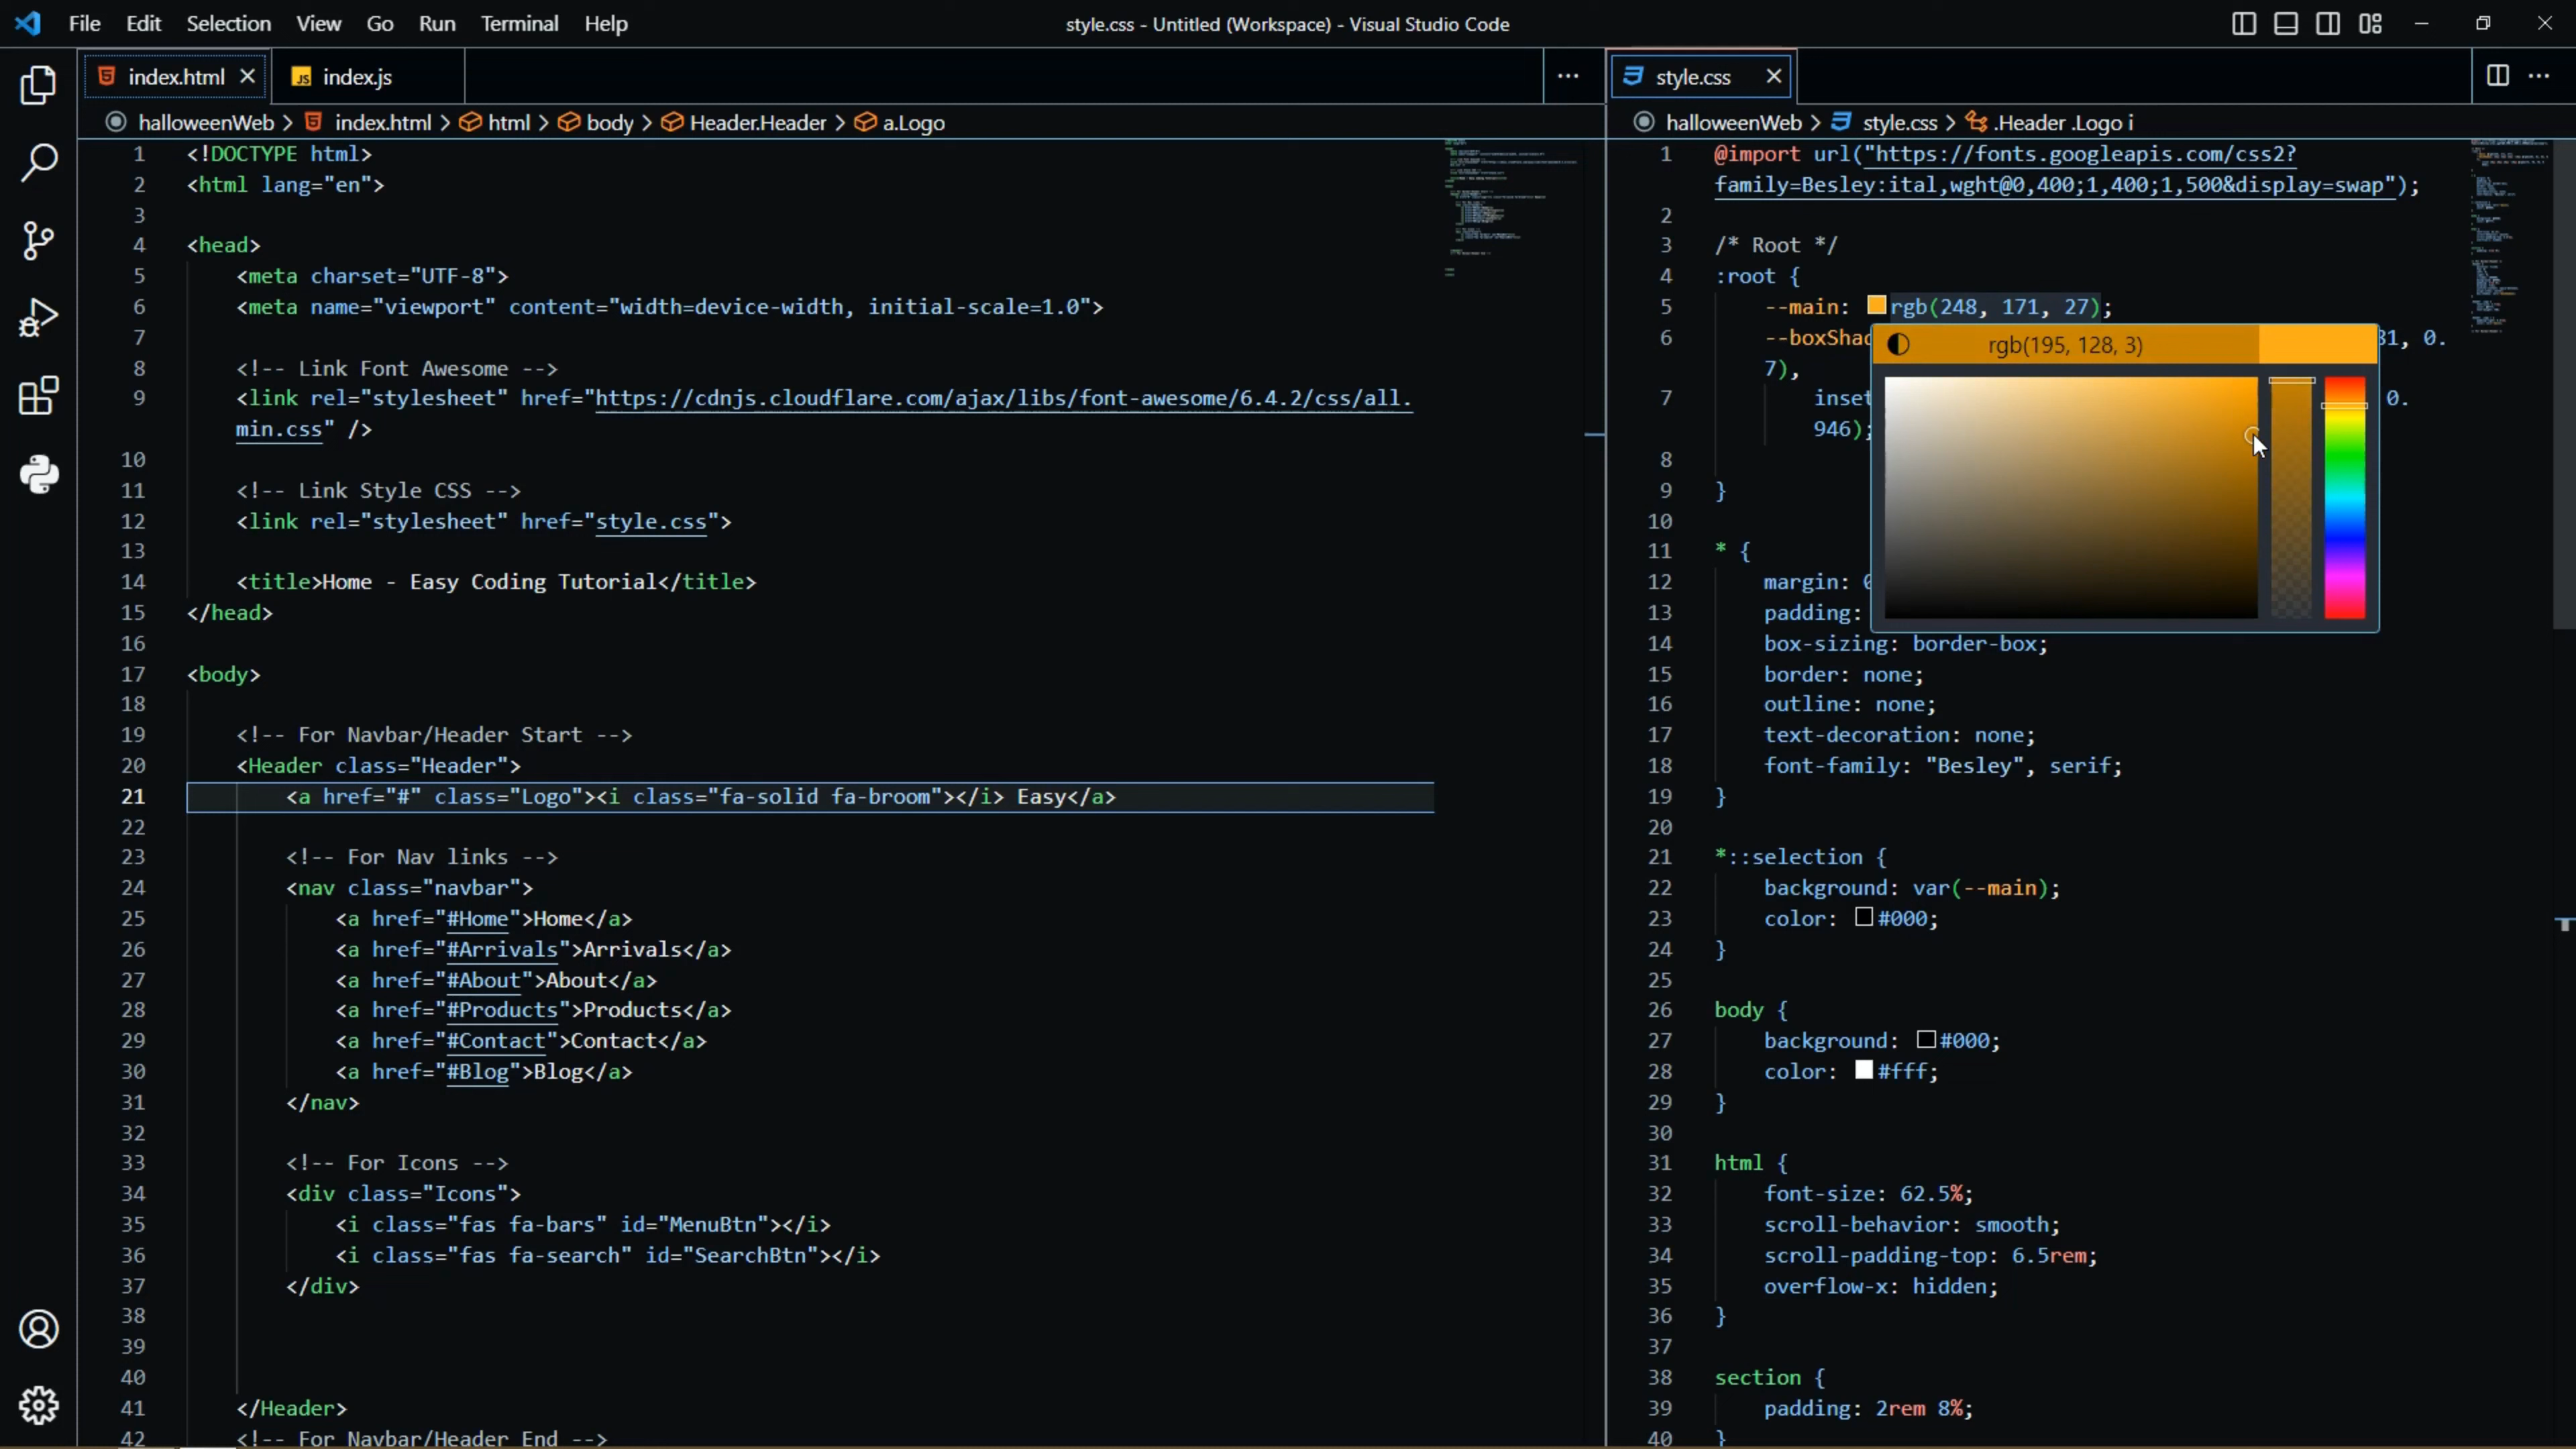 File Edit Selection View Go Run Terminal Help
style.css - Untitled (Workspace) - Visual Studio Code
index.html
JS index.js
...
halloweenWeb > index.html > html > body > Header.Header > a.Logo
1 <!DOCTYPE html>
2 <html lang="en">
3
4 <head>
5 <meta charset="UTF-8">
6 <meta name="viewport" content="width=device-width, initial-scale=1.0">
7
8 <!-- Link Font Awesome -->
9 <link rel="stylesheet" href="https://cdnjs.cloudflare.com/ajax/libs/font-awesome/6.4.2/css/all.
min.css" />
10
11 <!-- Link Style CSS -->
12 <link rel="stylesheet" href="style.css">
13
14 <title>Home - Easy Coding Tutorial</title>
15 </head>
16
17 <body>
18
19 <!-- For Navbar/Header Start -->
20 <Header class="Header">
21 <a href="#" class="Logo"><i class="fa-solid fa-broom"></i> Easy</a>
22
23 <!-- For Nav links -->
24 <nav class="navbar">
25 <a href="#Home">Home</a>
26 <a href="#Arrivals">Arrivals</a>
27 <a href="#About">About</a>
28 <a href="#Products">Products</a>
29 <a href="#Contact">Contact</a>
30 <a href="#Blog">Blog</a>
31 </nav>
32
33 <!-- For Icons -->
34 <div class="Icons">
35 <i class="fas fa-bars" id="MenuBtn"></i>
36 <i class="fas fa-search" id="SearchBtn"></i>
37 </div>
38
39
40
41 </Header>
42 <!-- For Navbar/Header End -->
style.css
...
halloweenWeb > style.css > .Header .Logo i
1 @import url("https://fonts.googleapis.com/css2?
family=Besley:ital,wght@0,400;1,400;1,500&display=swap");
2
3 /* Root */
4 :root {
5 --main: rgb(248, 171, 27);
6 --boxShad 31, 0.
rgb(195, 128, 3)
7),
7 inset 0.
946);
8
9 }
10
11 * {
12 margin: 0
13 padding:
14 box-sizing: border-box;
15 border: none;
16 outline: none;
17 text-decoration: none;
18 font-family: "Besley", serif;
19 }
20
21 *::selection {
22 background: var(--main);
23 color: #000;
24 }
25
26 body {
27 background: #000;
28 color: #fff;
29 }
30
31 html {
32 font-size: 62.5%;
33 scroll-behavior: smooth;
34 scroll-padding-top: 6.5rem;
35 overflow-x: hidden;
36 }
37
38 section {
39 padding: 2rem 8%;
40 }